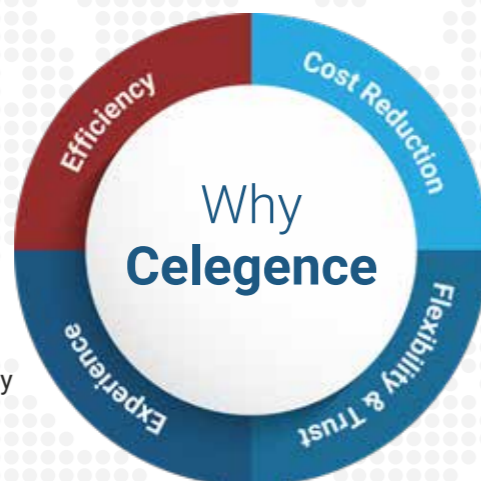 Efficiency
Cost Reduction
Why
Celegence
Experience
Flexibility & Trust
y